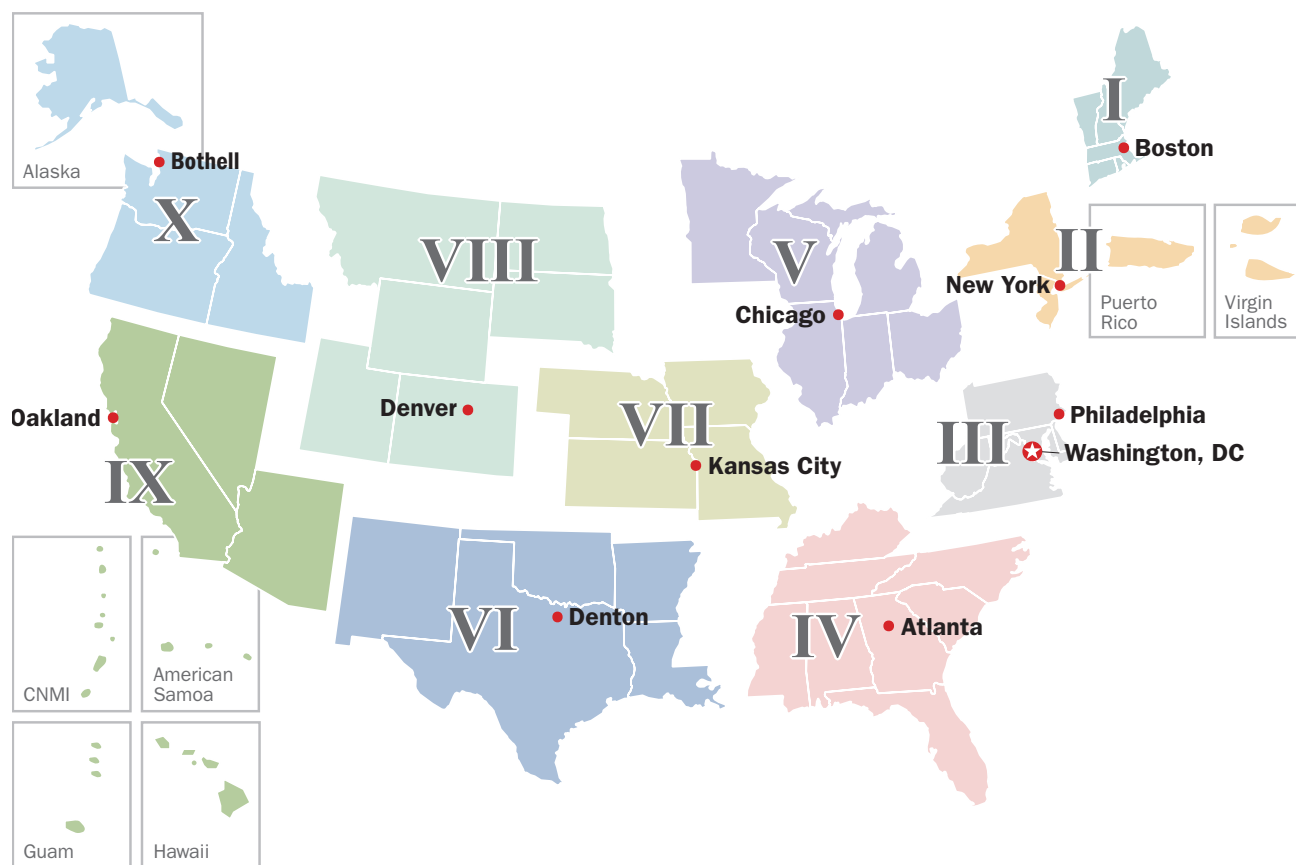 Alaska
Bothell
X
VIII
V
I
Boston
II
New York
Puerto
Rico
Virgin
Islands
Chicago
Oakland
Denver
VII
Kansas City
III
Philadelphia
Washington, DC
IX
CNMI
American
Samoa
VI
Denton
IV
Atlanta
Guam
Hawaii